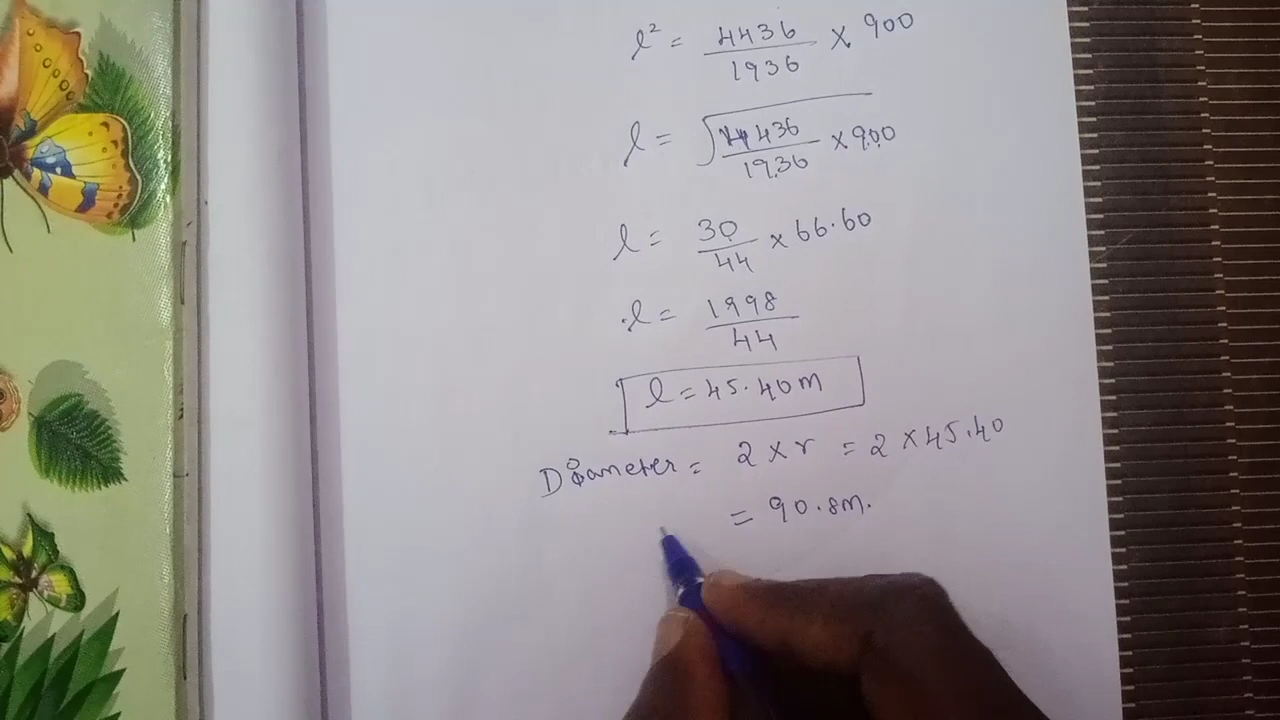 l² = 4436/1936 × 900
l = √4436/1936 × 900
l = 30/44 × 66.60
l = 1998/44
l = 45.40m
Diameter = 2 × r = 2 × 45.40
= 90.8m.